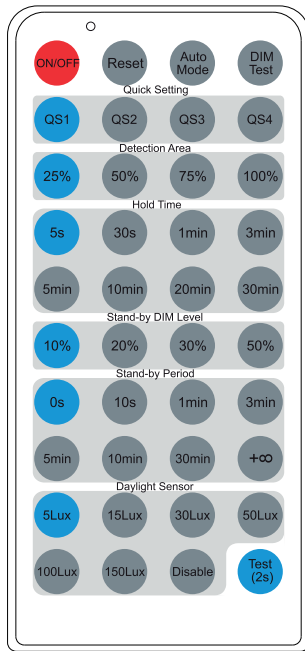 ON/OFF Reset Auto Mode DIM Test
Quick Setting
QS1 QS2 QS3 QS4
Detection Area
25% 50% 75% 100%
Hold Time
5s 30s 1min 3min
5min 10min 20min 30min
Stand-by DIM Level
10% 20% 30% 50%
Stand-by Period
0s 10s 1min 3min
5min 10min 30min +∞
Daylight Sensor
5Lux 15Lux 30Lux 50Lux
100Lux 150Lux Disable Test (2s)